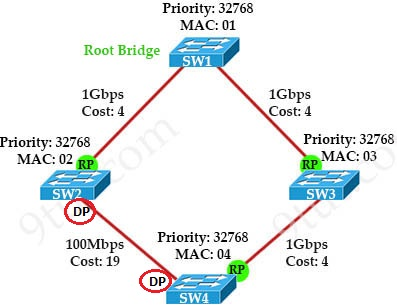 Priority: 32768
MAC: 01
Root Bridge
SW1
1Gbps
Cost: 4
1Gbps
Cost: 4
Priority: 32768
MAC: 02
RP
SW2
DP
Priority: 32768
MAC: 03
RP
SW3
100Mbps
Cost: 19
Priority: 32768
MAC: 04
RP
1Gbps
Cost: 4
DP
SW4